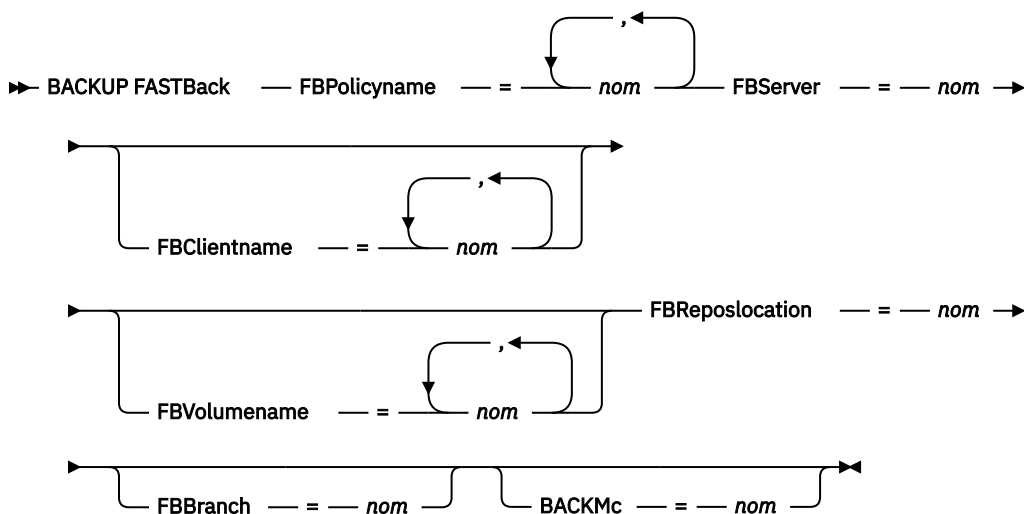 ,
BACKUP FASTBack FBPolicyname = nom FBServer = nom
,
FBClientname = nom
FBReposlocation = nom
,
FBVolumename = nom
FBBranch = nom BACKMc = nom